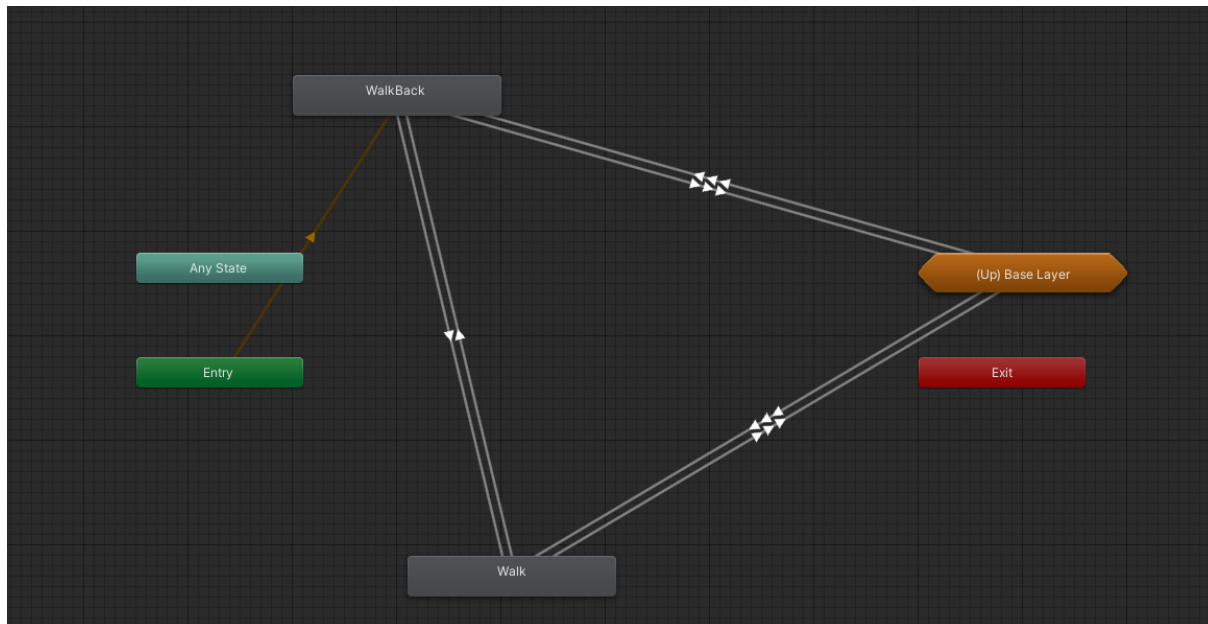 WalkBack
Any State
(Up) Base Layer
Entry
Exit
Walk